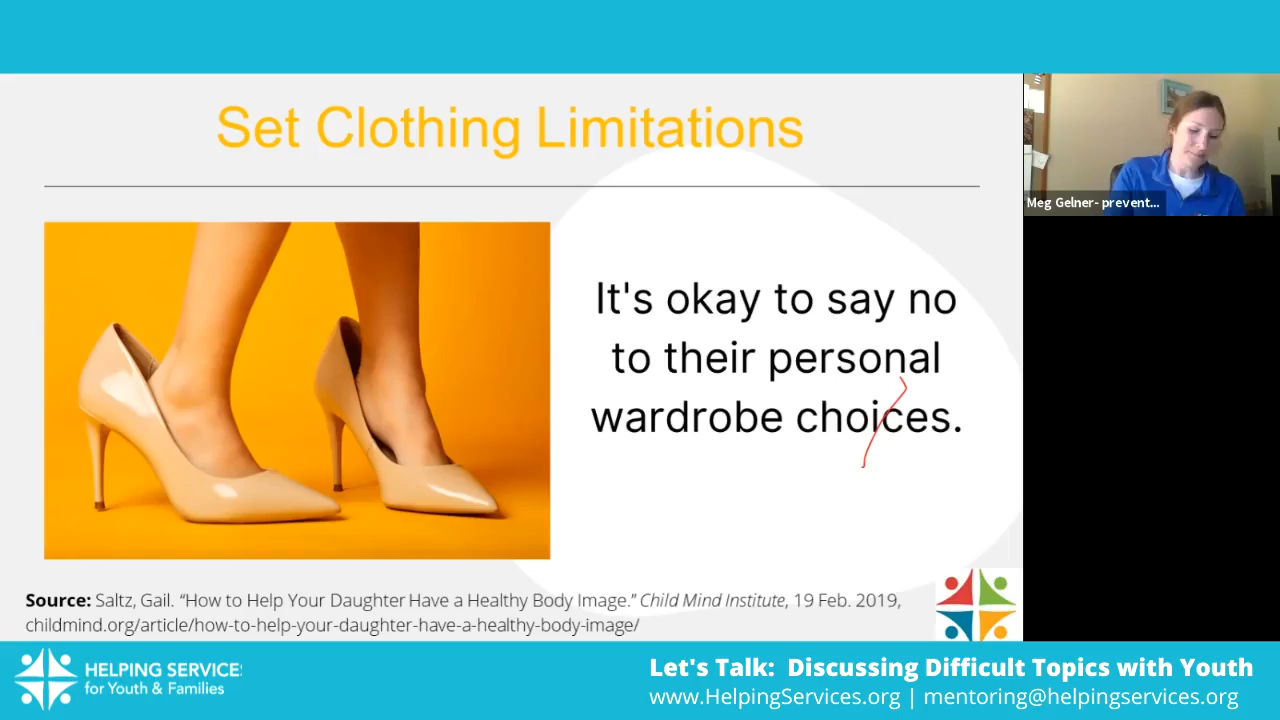 Set Clothing Limitations
Meg Gelner- prevent...
It's okay to say no
to their personal
wardrobe choices.
Source: Saltz, Gail. “How to Help Your Daughter Have a Healthy Body Image.” Child Mind Institute, 19 Feb. 2019,
childmind.org/article/how-to-help-your-daughter-have-a-healthy-body-image/
HELPING SERVICES
for Youth & Families
Let's Talk: Discussing Difficult Topics with Youth
www.HelpingServices.org | mentoring@helpingservices.org